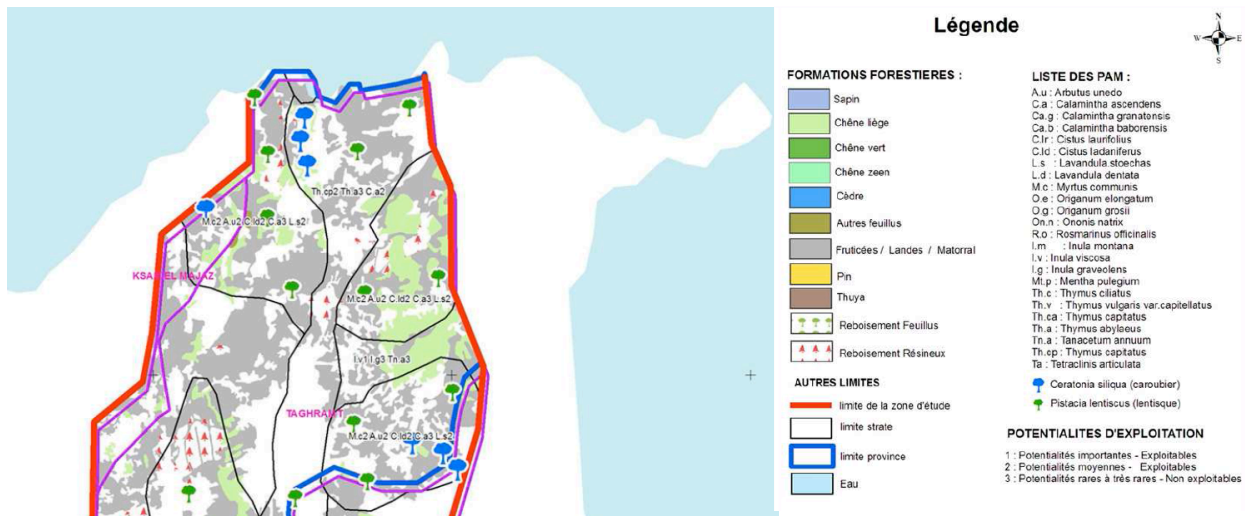 Th.cp2 Th.a3 C.a2
M.c2 A.u2 C.ld2 C.a3 L.s2
KSAR EL MAJAZ
M.c2 A.u2 C.ld2 C.a3 L.s2
I.v1 I.g3 Tn.a3
TAGHRAMT
M.c2 A.u2 C.ld2 C.a3 L.s2
Légende
N
W E
S
FORMATIONS FORESTIERES :
Sapin
Chêne liège
Chêne vert
Chêne zeen
Cèdre
Autres feuillus
Fruticées / Landes / Matorral
Pin
Thuya
Reboisement Feuillus
Reboisement Résineux
AUTRES LIMITES
limite de la zone d'étude
limite strate
limite province
Eau
LISTE DES PAM :
A.u : Arbutus unedo
C.a : Calamintha ascendens
Ca.g : Calamintha granatensis
Ca.b : Calamintha baborensis
C.lr : Cistus laurifolius
C.ld : Cistus ladaniferus
L.s : Lavandula stoechas
L.d : Lavandula dentata
M.c : Myrtus communis
O.e : Origanum elongatum
O.g : Origanum grosii
On.n : Ononis natrix
R.o : Rosmarinus officinalis
I.m : Inula montana
I.v : Inula viscosa
I.g : Inula graveolens
Mt.p : Mentha pulegium
Th.c : Thymus ciliatus
Th.v : Thymus vulgaris var.capitellatus
Th.ca : Thymus capitatus
Th.a : Thymus abylaeus
Tn.a : Tanacetum annuum
Th.cp : Thymus capitatus
Ta : Tetraclinis articulata
Ceratonia siliqua (caroubier)
Pistacia lentiscus (lentisque)
POTENTIALITES D'EXPLOITATION
1 : Potentialités importantes - Exploitables
2 : Potentialités moyennes - Exploitables
3 : Potentialités rares à très rares - Non exploitables